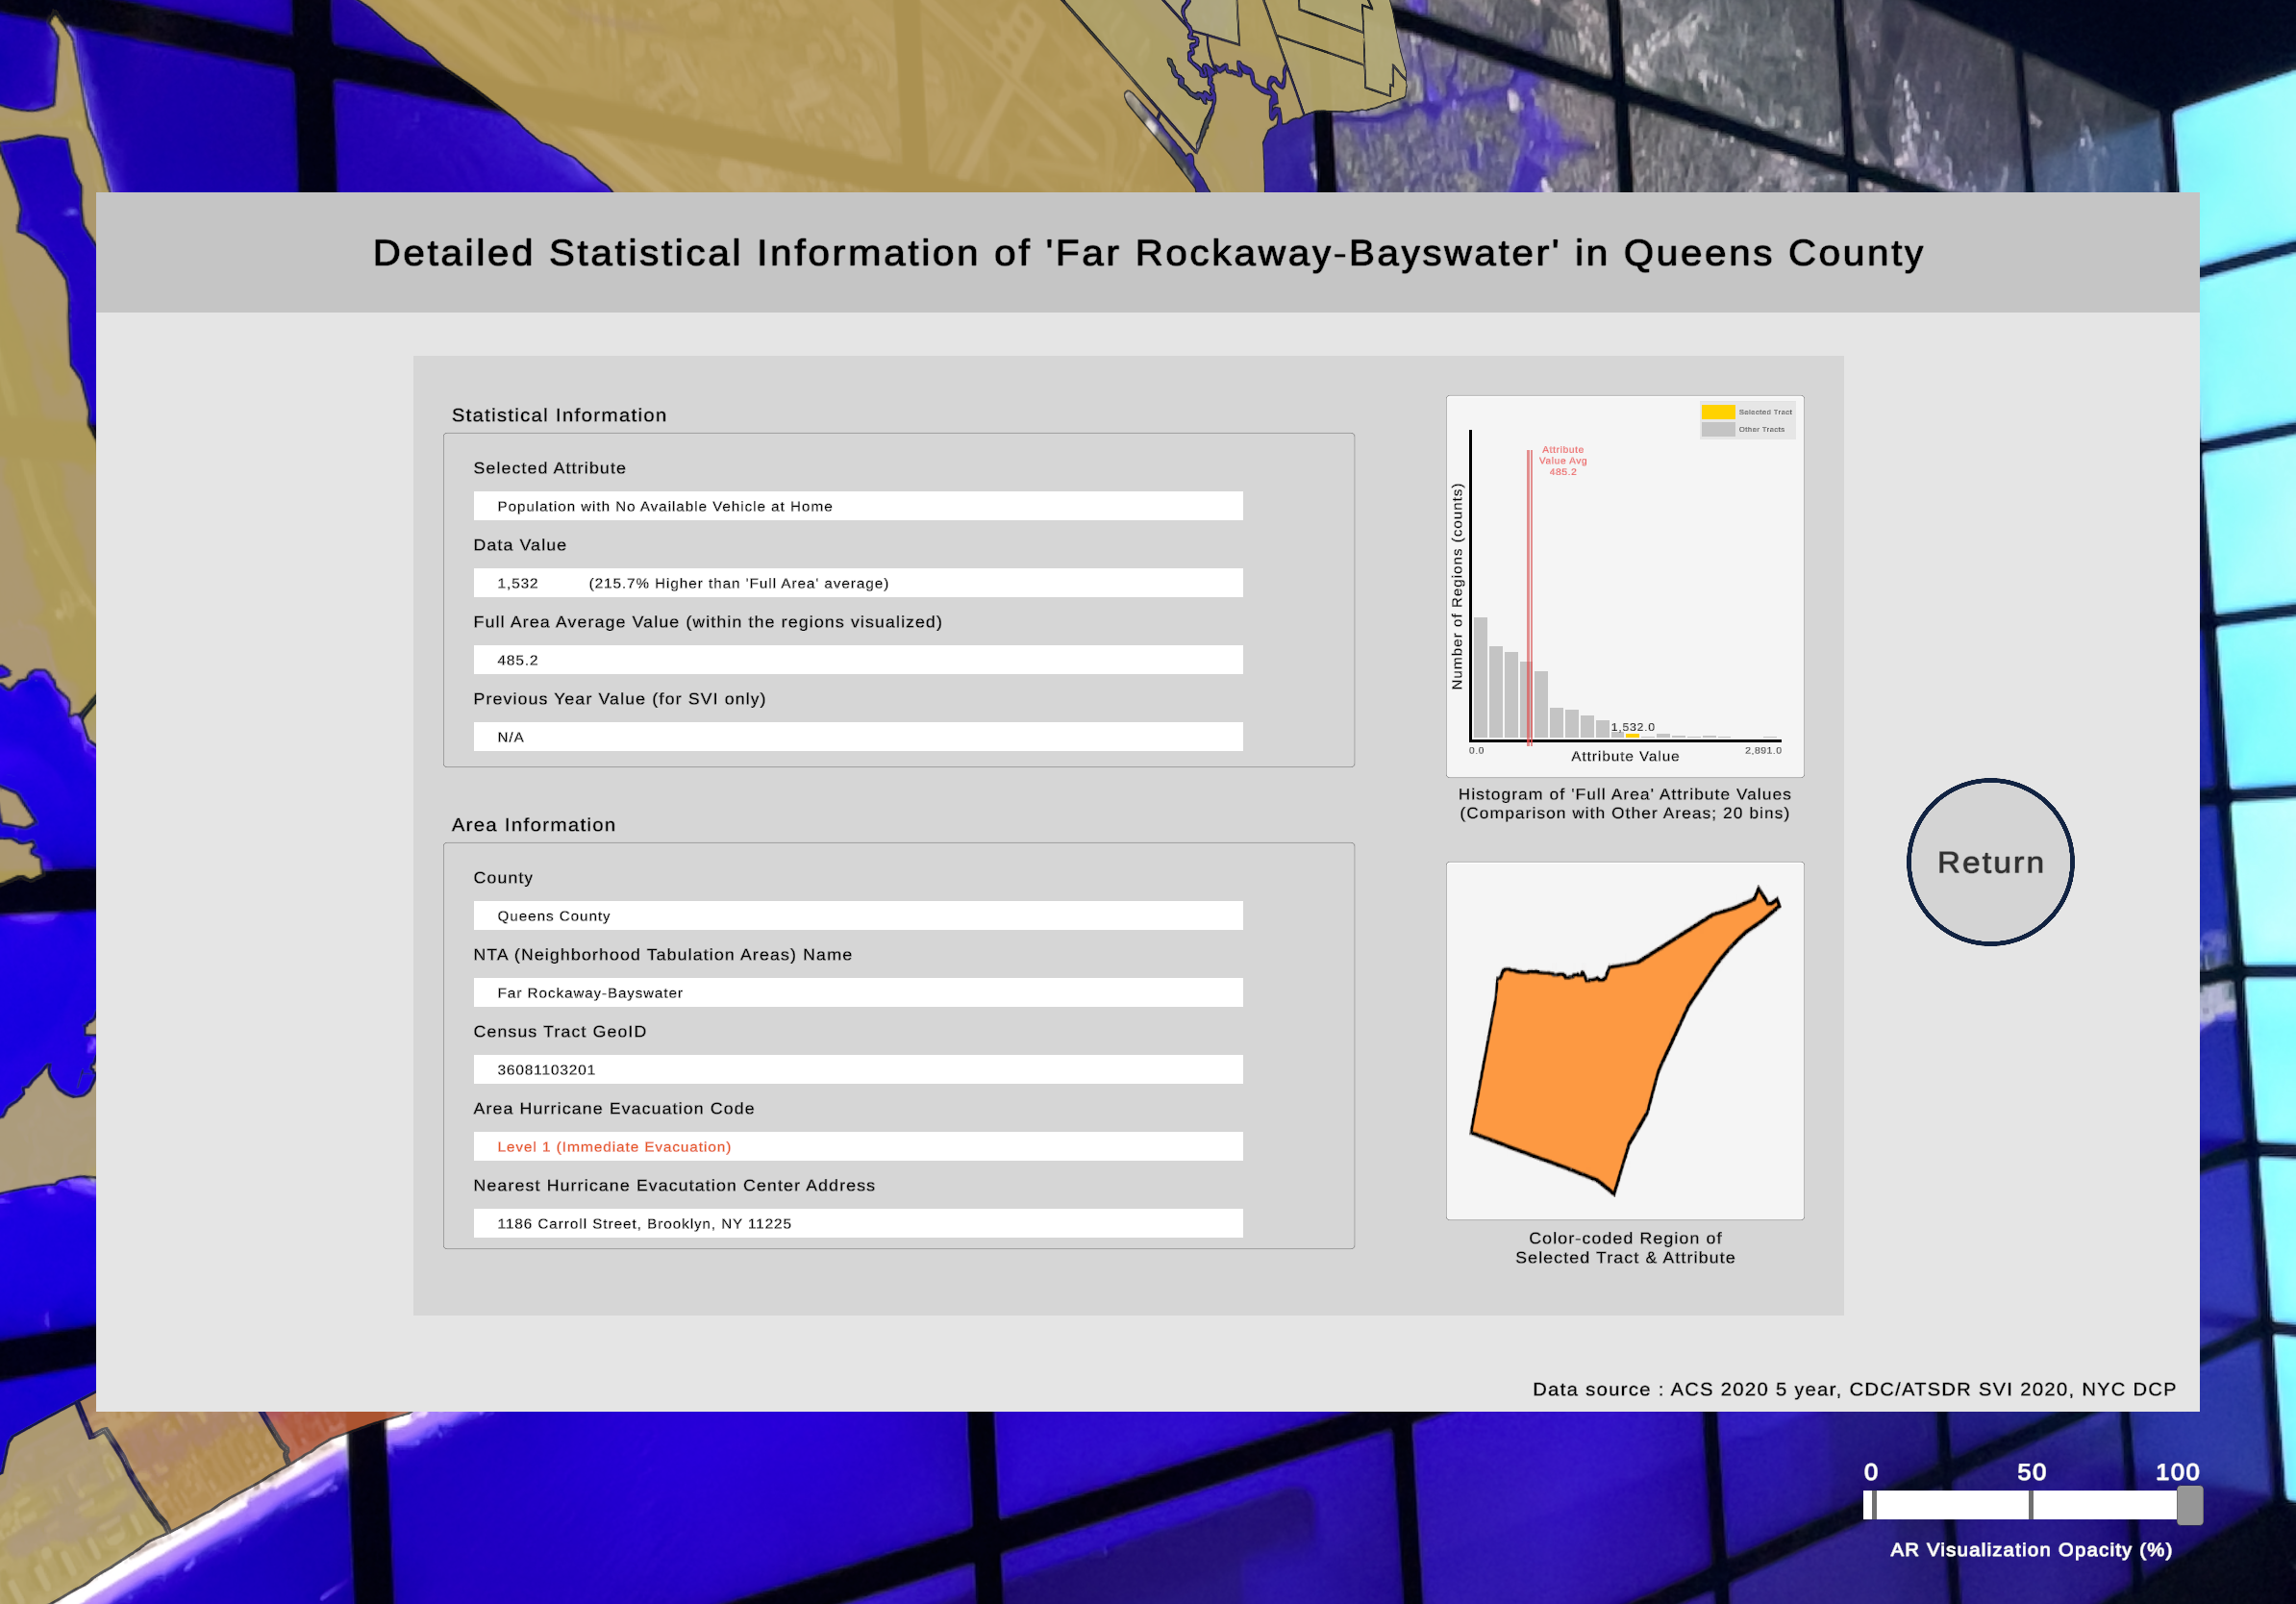 Detailed Statistical Information of 'Far Rockaway-Bayswater' in Queens County
Statistical Information
Selected Attribute
Population with No Available Vehicle at Home
Data Value
1,532 (215.7% Higher than 'Full Area' average)
Full Area Average Value (within the regions visualized)
485.2
Previous Year Value (for SVI only)
N/A
Area Information
County
Queens County
NTA (Neighborhood Tabulation Areas) Name
Far Rockaway-Bayswater
Census Tract GeoID
36081103201
Area Hurricane Evacuation Code
Level 1 (Immediate Evacuation)
Nearest Hurricane Evacutation Center Address
1186 Carroll Street, Brooklyn, NY 11225
Selected Tract
Other Tracts
Attribute
Value Avg
485.2
Number of Regions (counts)
1,532.0
0.0
2,891.0
Attribute Value
Histogram of 'Full Area' Attribute Values
(Comparison with Other Areas; 20 bins)
Color-coded Region of
Selected Tract & Attribute
Return
Data source : ACS 2020 5 year, CDC/ATSDR SVI 2020, NYC DCP
0 50 100
AR Visualization Opacity (%)